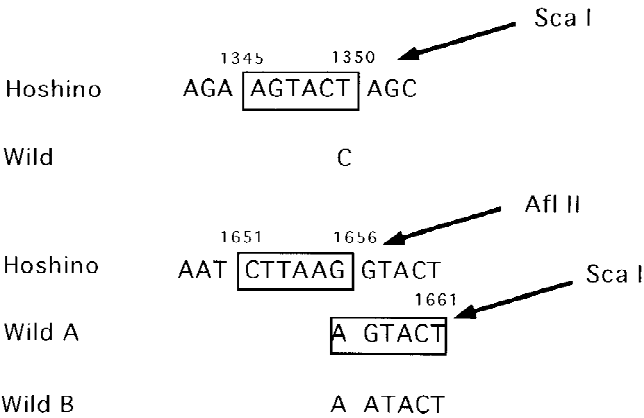 Sca I
1345 1350
Hoshino AGA AGTACT AGC
Wild C
Afl II
1651 1656
Hoshino AAT CTTAAG GTACT
Sca I
1661
Wild A A GTACT
Wild B A ATACT